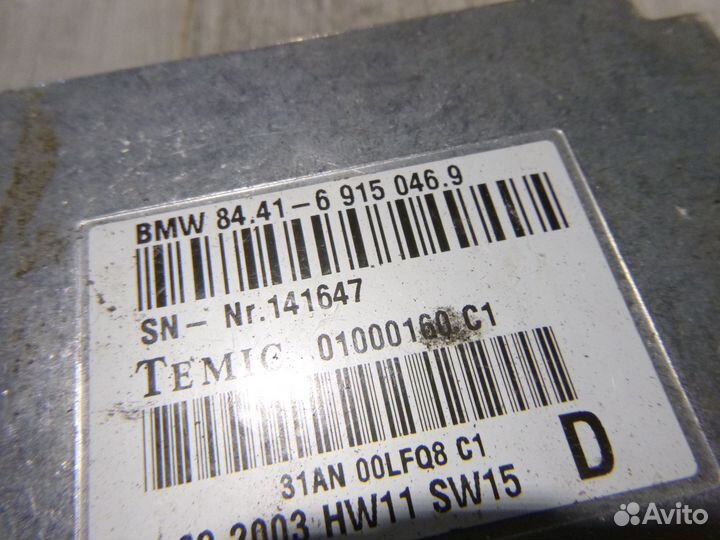 BMW 84.41-6 915 046.9
SN- Nr.141647
TEMIC 01000160 C1
31AN 00LFQ8 C1
D
2003 HW11 SW15
Avito